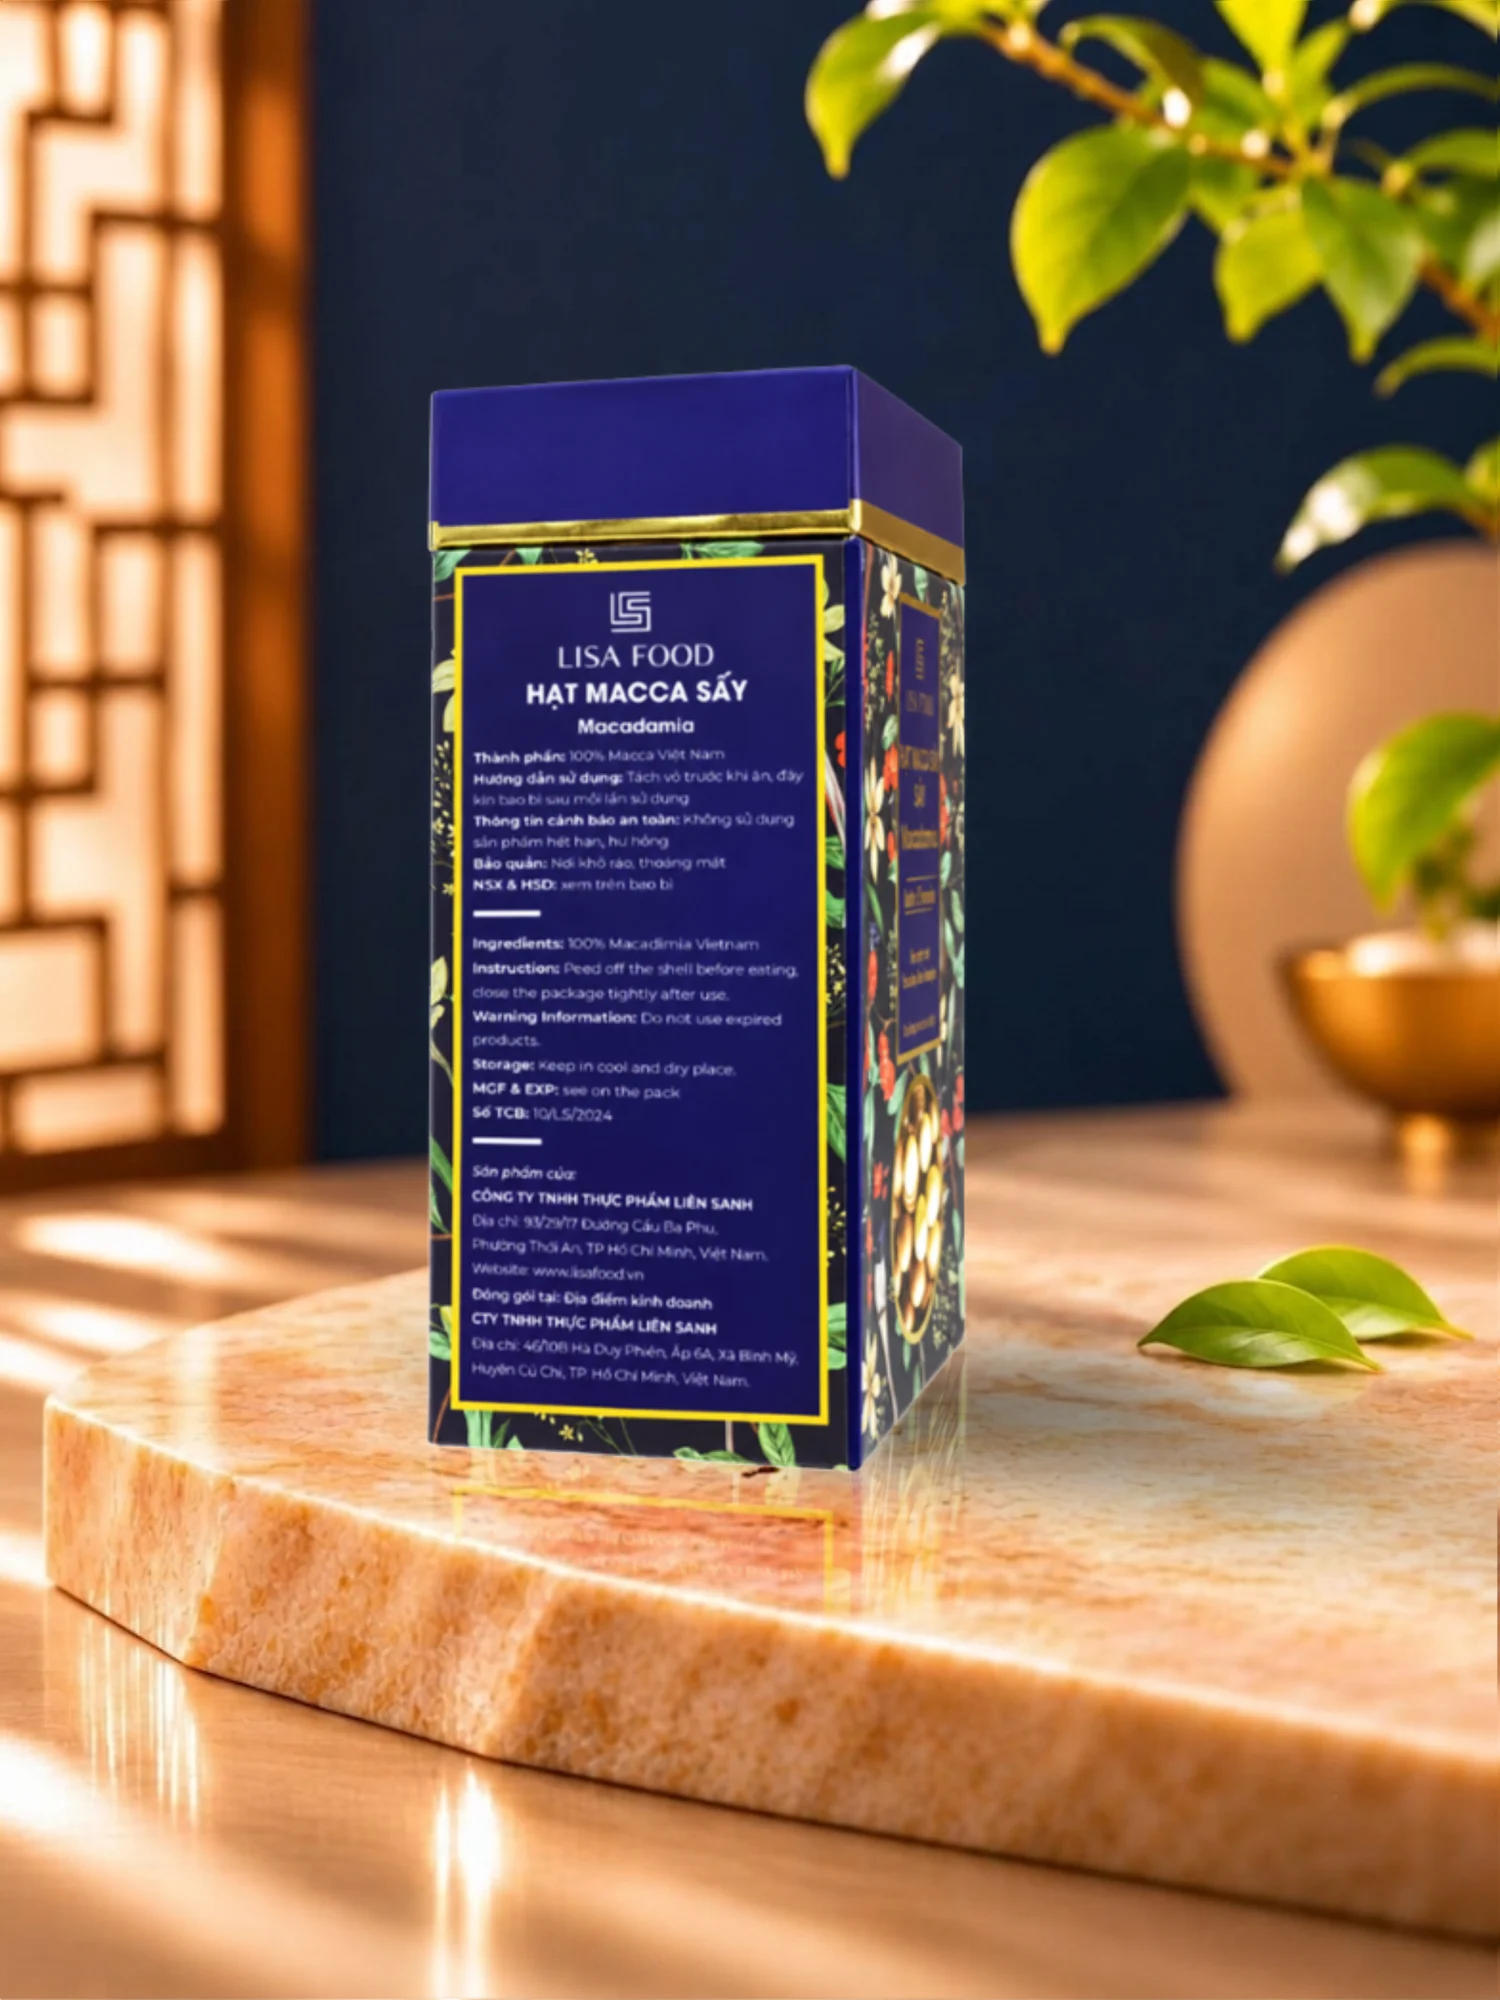 LS
LISA FOOD
HẠT MACCA SẤY
Macadamia
Thành phần: 100% Macca Việt Nam
Hướng dẫn sử dụng: Tách vỏ trước khi ăn, đậy
kín bao bì sau mỗi lần sử dụng
Thông tin cảnh báo an toàn: Không sử dụng
sản phẩm hết hạn, hư hỏng
Bảo quản: Nơi khô ráo, thoáng mát
NSX & HSD: xem trên bao bì
Ingredients: 100% Macadimia Vietnam
Instruction: Peed off the shell before eating,
close the package tightly after use.
Warning Information: Do not use expired
products.
Storage: Keep in cool and dry place.
MGF & EXP: see on the pack
Số TCB: 10/LS/2024
Sản phẩm của:
CÔNG TY TNHH THỰC PHẨM LIÊN SANH
Địa chỉ: 93/29/17 Đường Cầu Ba Phụ,
Phường Thới An, TP Hồ Chí Minh, Việt Nam.
Website: www.lisafood.vn
Đóng gói tại: Địa điểm kinh doanh
CTY TNHH THỰC PHẨM LIÊN SANH
Địa chỉ: 46/10B Hà Duy Phiên, Ấp 6A, Xã Bình Mỹ,
Huyện Củ Chi, TP Hồ Chí Minh, Việt Nam.
LISA FOOD
HẠT MACCA
SẤY
Macadamia